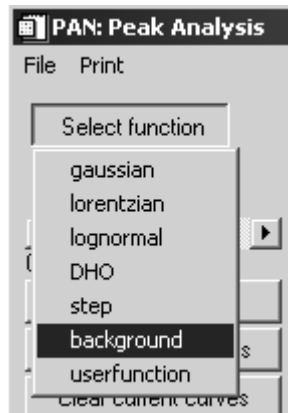 PAN: Peak Analysis
File Print
Select function
gaussian
lorentzian
lognormal
DHO
step
background
userfunction
Clear current curves